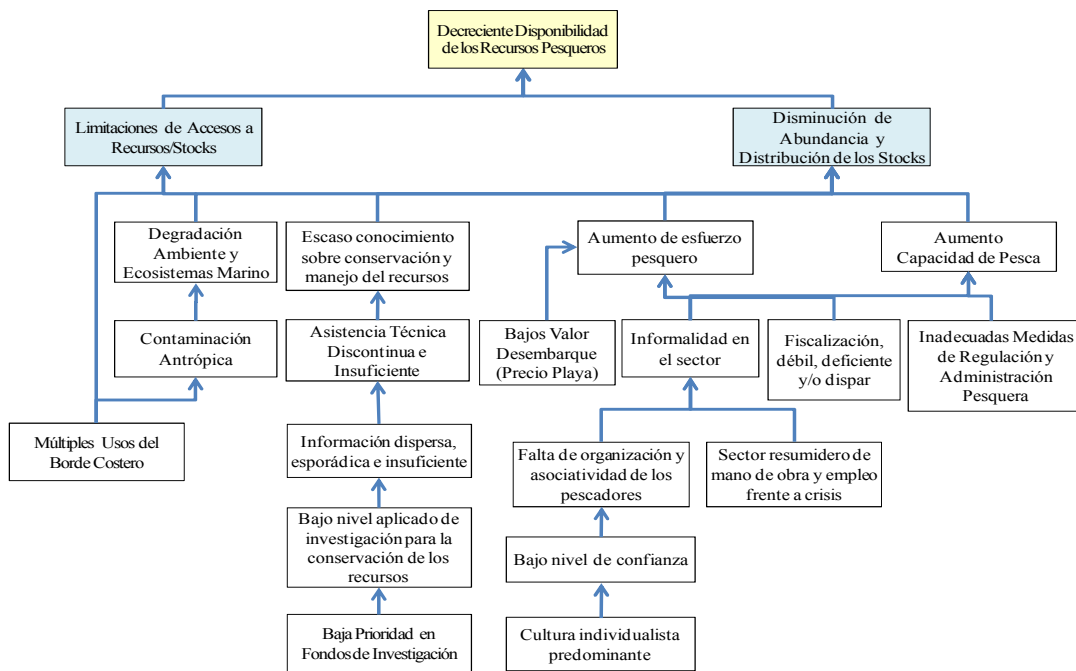 Decreciente Disponibilidad
de los Recursos Pesqueros
Limitaciones de Accesos a
Recursos/Stocks
Disminución de
Abundancia y
Distribución de los Stocks
Degradación
Ambiente y
Ecosistemas Marino
Escaso conocimiento
sobre conservación y
manejo del recursos
Aumento de esfuerzo
pesquero
Aumento
Capacidad de Pesca
Contaminación
Antrópica
Asistencia Técnica
Discontinua e
Insuficiente
Bajos Valor
Desembarque
(Precio Playa)
Informalidad en
el sector
Fiscalización,
débil, deficiente
y/o dispar
Inadecuadas Medidas
de Regulación y
Administración
Pesquera
Múltiples Usos del
Borde Costero
Información dispersa,
esporádica e insuficiente
Falta de organización y
asociatividad de los
pescadores
Sector resumidero de
mano de obra y empleo
frente a crisis
Bajo nivel aplicado de
investigación para la
conservación de los
recursos
Bajo nivel de confianza
Baja Prioridad en
Fondos de Investigación
Cultura individualista
predominante